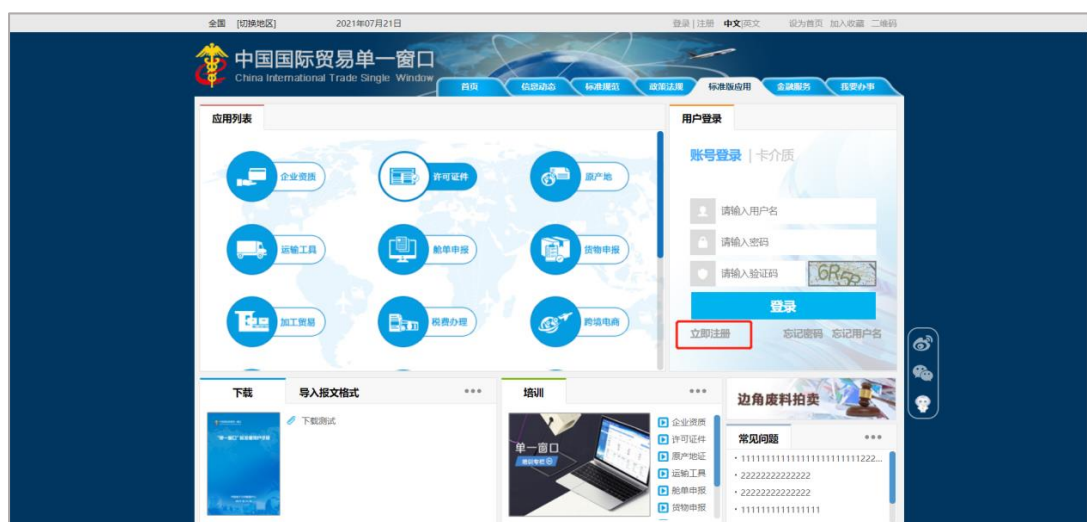 全国 [切换地区] 2021年07月21日 登录 | 注册 中文|英文 设为首页 加入收藏 二维码
中国国际贸易单一窗口
China International Trade Single Window
首页 信息动态 标准规范 政策法规 标准版应用 金融服务 我要办事
应用列表
企业资质 许可证件 原产地
运输工具 舱单申报 货物申报
加工贸易 税费办理 跨境电商
用户登录
账号登录 | 卡介质
请输入用户名
请输入密码
请输入验证码
登录
立即注册 忘记密码 忘记用户名
下载 导入报文格式
下载测试
培训
单一窗口
企业资质
许可证件
原产地证
运输工具
舱单申报
货物申报
边角废料拍卖
常见问题
· 22222222222222
· 22222222222222